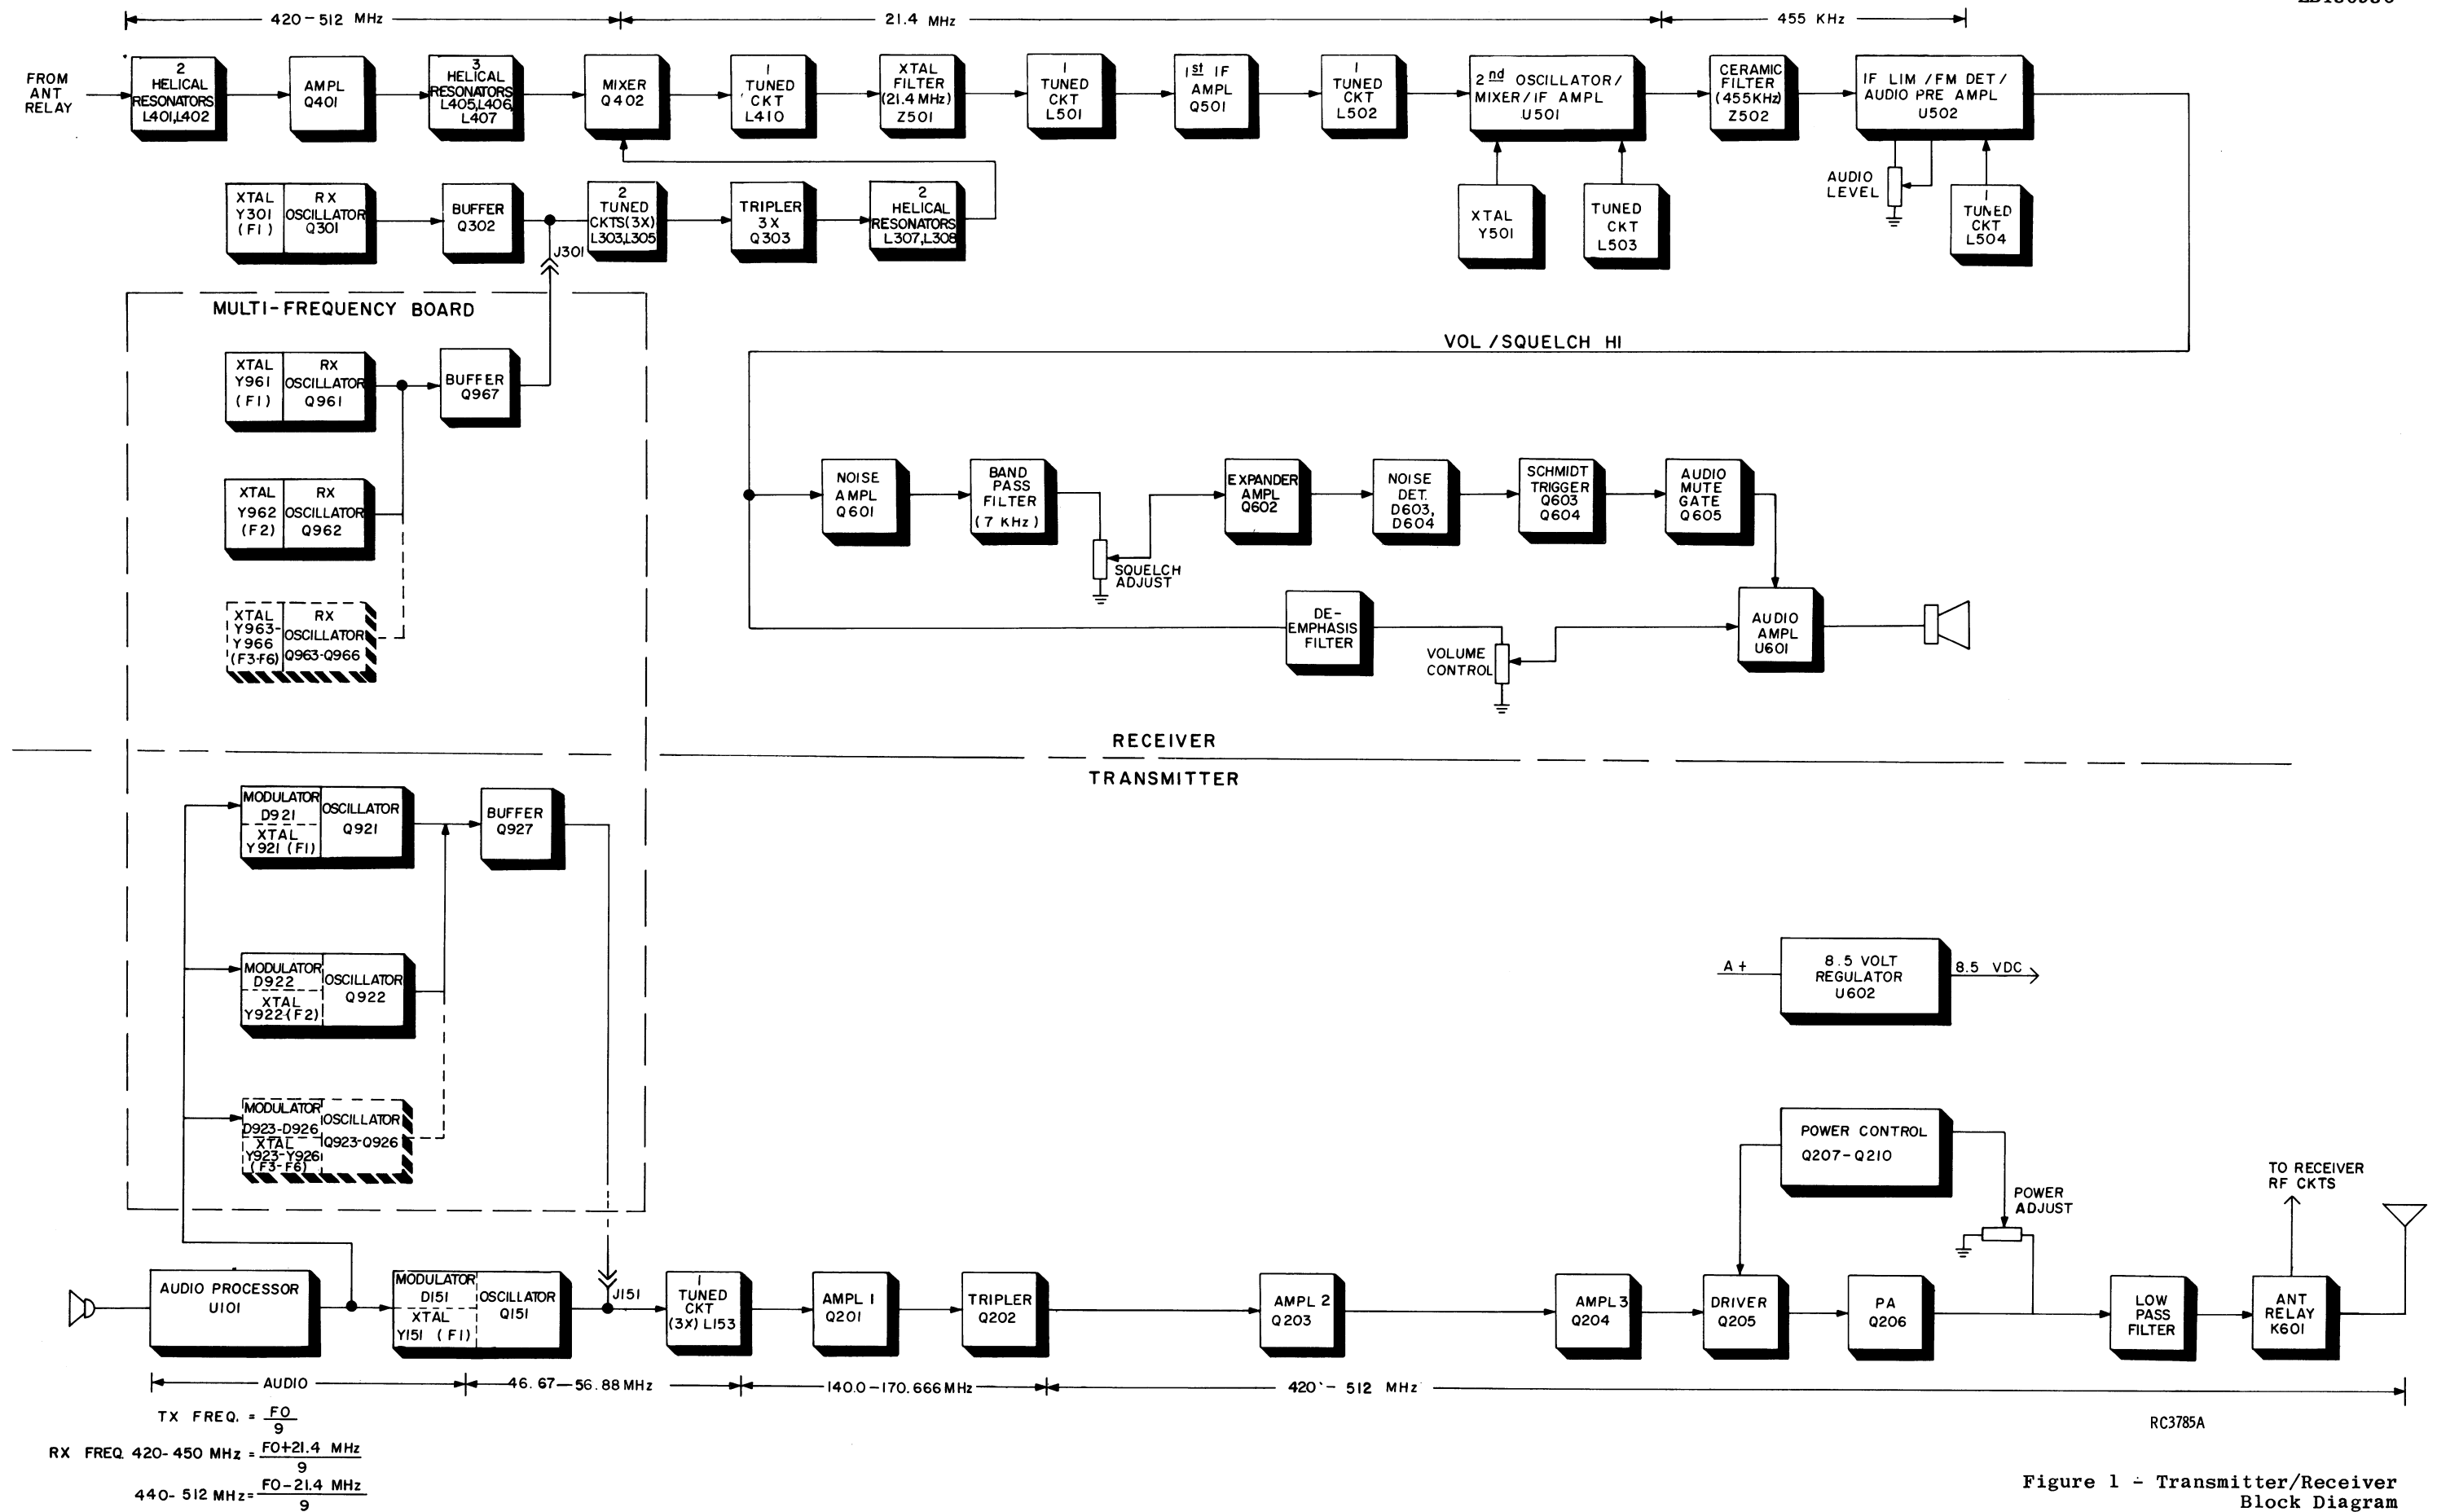 420-512 MHz
21.4 MHz
455 KHz
FROM
ANT
RELAY
2
HELICAL
RESONATORS
L401,L402
AMPL
Q401
3
HELICAL
RESONATORS
L405,L406,
L407
MIXER
Q402
1
TUNED
CKT
L410
XTAL
FILTER
(21.4 MHz)
Z501
1
TUNED
CKT
L501
1st IF
AMPL
Q501
1
TUNED
CKT
L502
2nd OSCILLATOR/
MIXER/IF AMPL
U501
CERAMIC
FILTER
(455KHz)
Z502
IF LIM /FM DET/
AUDIO PRE AMPL
U502
XTAL
Y301
(F1)
RX
OSCILLATOR
Q301
BUFFER
Q302
2
TUNED
CKTS(3X)
L303,L305
TRIPLER
3X
Q303
2
HELICAL
RESONATORS
L307,L308
XTAL
Y501
TUNED
CKT
L503
AUDIO
LEVEL
1
TUNED
CKT
L504
J301
MULTI-FREQUENCY BOARD
VOL /SQUELCH HI
XTAL
Y961
(F1)
RX
OSCILLATOR
Q961
BUFFER
Q967
XTAL
Y962
(F2)
RX
OSCILLATOR
Q962
XTAL
Y963-
Y966
(F3-F6)
RX
OSCILLATOR
Q963-Q966
NOISE
AMPL
Q601
BAND
PASS
FILTER
(7 KHz)
SQUELCH
ADJUST
EXPANDER
AMPL
Q602
NOISE
DET.
D603,
D604
SCHMIDT
TRIGGER
Q603
Q604
AUDIO
MUTE
GATE
Q605
DE-
EMPHASIS
FILTER
VOLUME
CONTROL
AUDIO
AMPL
U601
RECEIVER
TRANSMITTER
MODULATOR
D921
XTAL
Y921 (F1)
OSCILLATOR
Q921
BUFFER
Q927
MODULATOR
D922
XTAL
Y922(F2)
OSCILLATOR
Q922
MODULATOR
D923-D926
XTAL
Y923-Y926
(F3-F6)
OSCILLATOR
Q923-Q926
A+
8.5 VOLT
REGULATOR
U602
8.5 VDC
POWER CONTROL
Q207-Q210
POWER
ADJUST
TO RECEIVER
RF CKTS
AUDIO PROCESSOR
U101
MODULATOR
D151
XTAL
Y151 (F1)
OSCILLATOR
Q151
J151
1
TUNED
CKT
(3X) L153
AMPL 1
Q201
TRIPLER
Q202
AMPL 2
Q203
AMPL 3
Q204
DRIVER
Q205
PA
Q206
LOW
PASS
FILTER
ANT
RELAY
K601
AUDIO
46.67-56.88MHz
140.0-170.666MHz
420-512 MHz
TX FREQ. = FO
9
RX FREQ. 420-450 MHz = FO+21.4 MHz
9
440-512 MHz= FO-21.4 MHz
9
RC3785A
Figure 1 - Transmitter/Receiver
Block Diagram